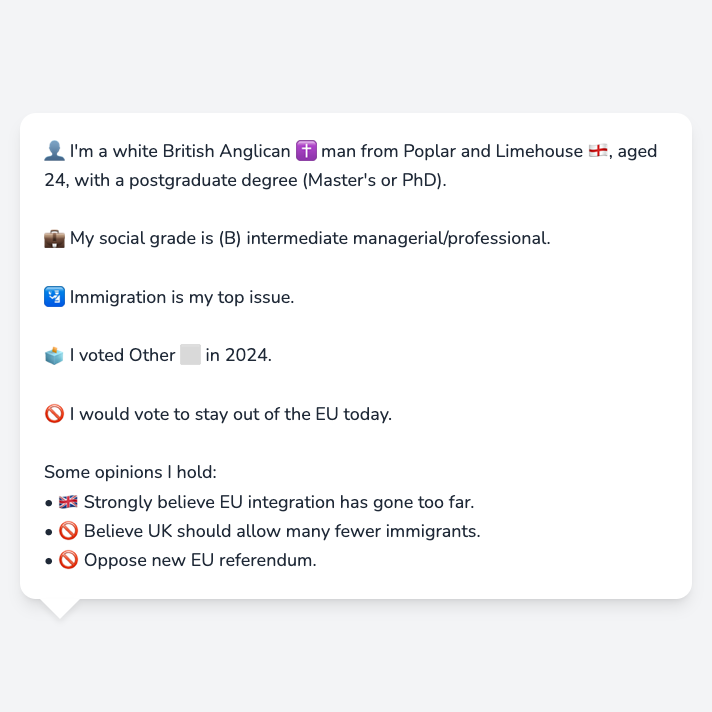 👤 I'm a white British Anglican ✝️ man from Poplar and Limehouse 🏴󠁧󠁢󠁥󠁮󠁧󠁿, aged
24, with a postgraduate degree (Master's or PhD).
💼 My social grade is (B) intermediate managerial/professional.
🛂 Immigration is my top issue.
🗳️ I voted Other ⬜ in 2024.
🚫 I would vote to stay out of the EU today.
Some opinions I hold:
• 🇬🇧 Strongly believe EU integration has gone too far.
• 🚫 Believe UK should allow many fewer immigrants.
• 🚫 Oppose new EU referendum.